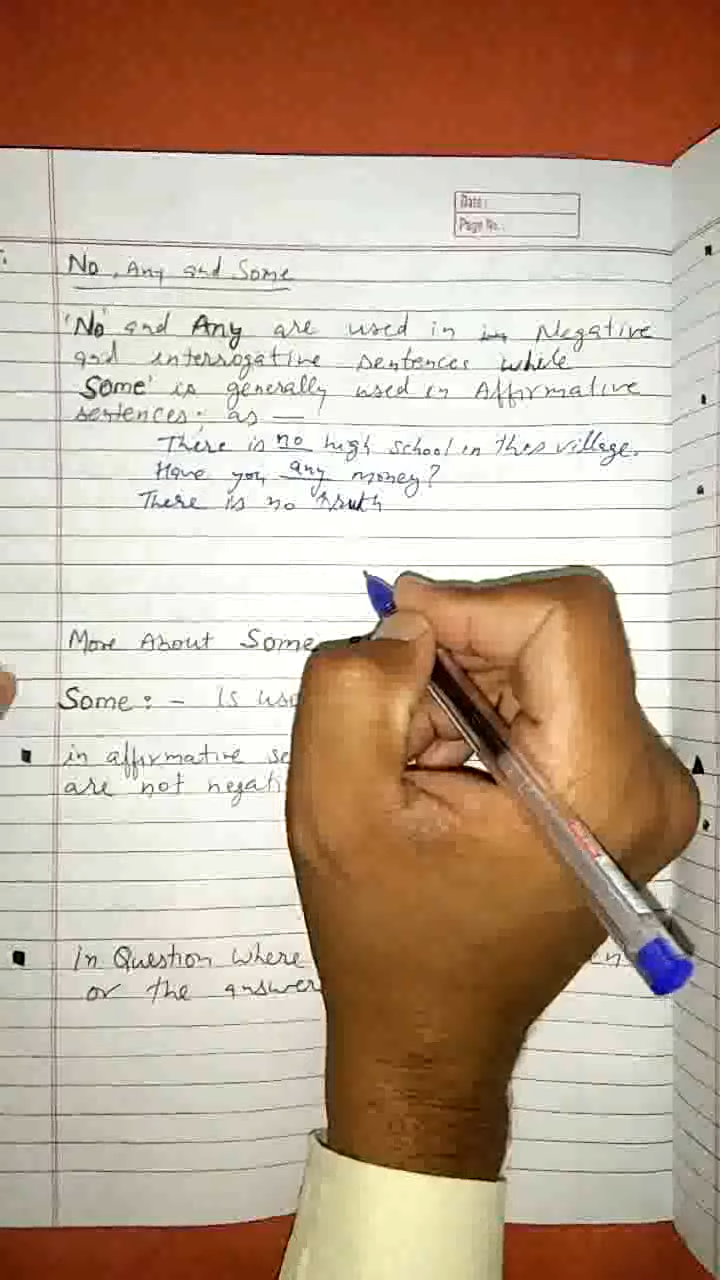 Date :
Page No. :
No, Any and Some
'No' and Any are used in in Negative
and interrogative sentences while
Some' is generally used in Affirmative
sentences; as —
There is no high school in this village.
Have you any money?
There is no truth
More About Some
Some : - Is
in affirmative
are not
In Question where
or the answer